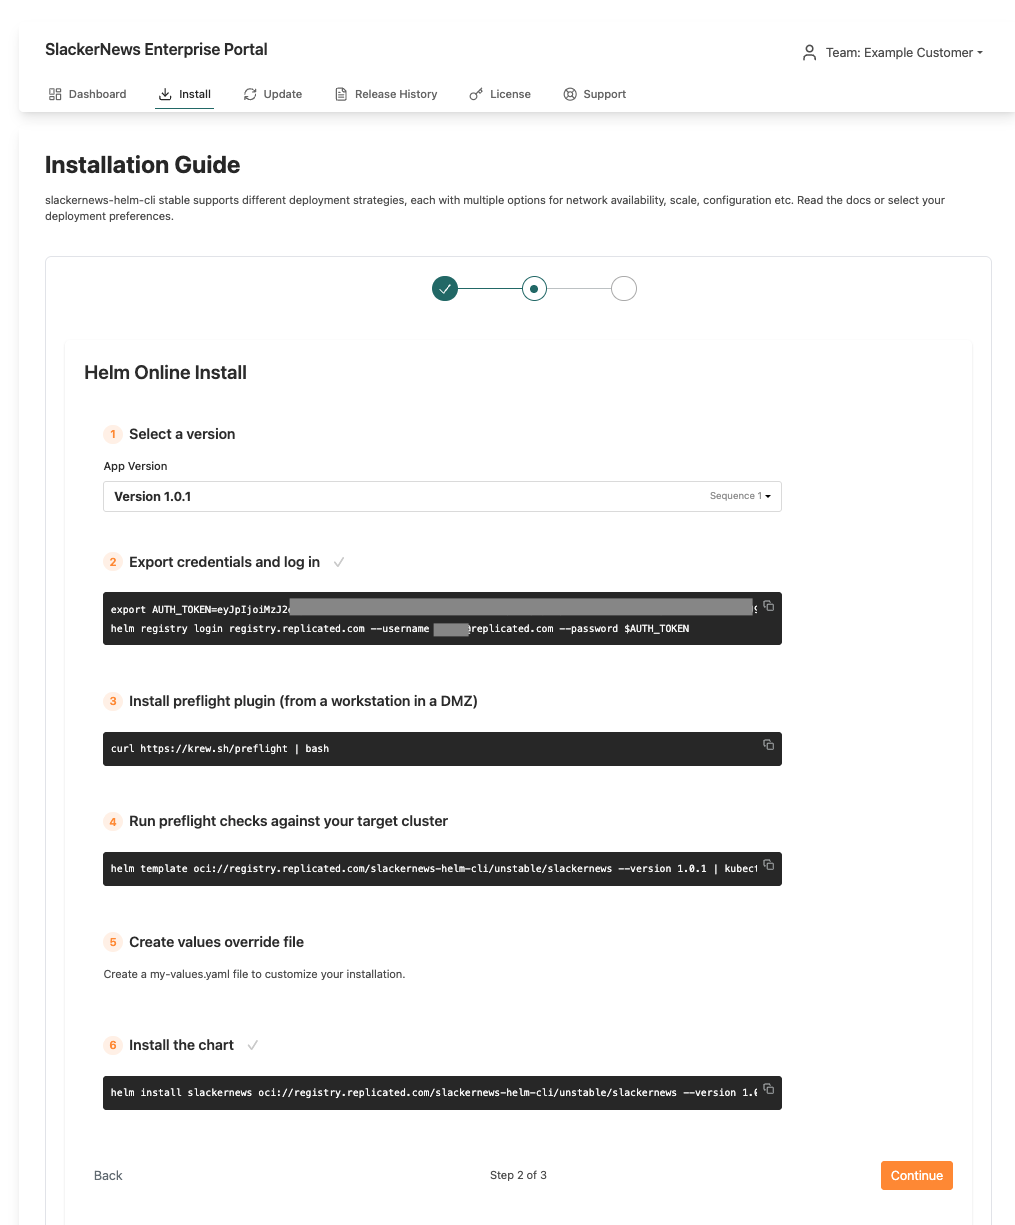 SlackerNews Enterprise Portal
Team: Example Customer
Dashboard Install Update Release History License Support
Installation Guide
slackernews-helm-cli stable supports different deployment strategies, each with multiple options for network availability, scale, configuration etc. Read the docs or select your
deployment preferences.
Helm Online Install
1 Select a version
App Version
Version 1.0.1 Sequence 1
2 Export credentials and log in
export AUTH_TOKEN=eyJpIjoiMzJ2
helm registry login registry.replicated.com --username @replicated.com --password $AUTH_TOKEN
3 Install preflight plugin (from a workstation in a DMZ)
curl https://krew.sh/preflight | bash
4 Run preflight checks against your target cluster
helm template oci://registry.replicated.com/slackernews-helm-cli/unstable/slackernews --version 1.0.1 | kubect
5 Create values override file
Create a my-values.yaml file to customize your installation.
6 Install the chart
helm install slackernews oci://registry.replicated.com/slackernews-helm-cli/unstable/slackernews --version 1.
Back
Step 2 of 3
Continue